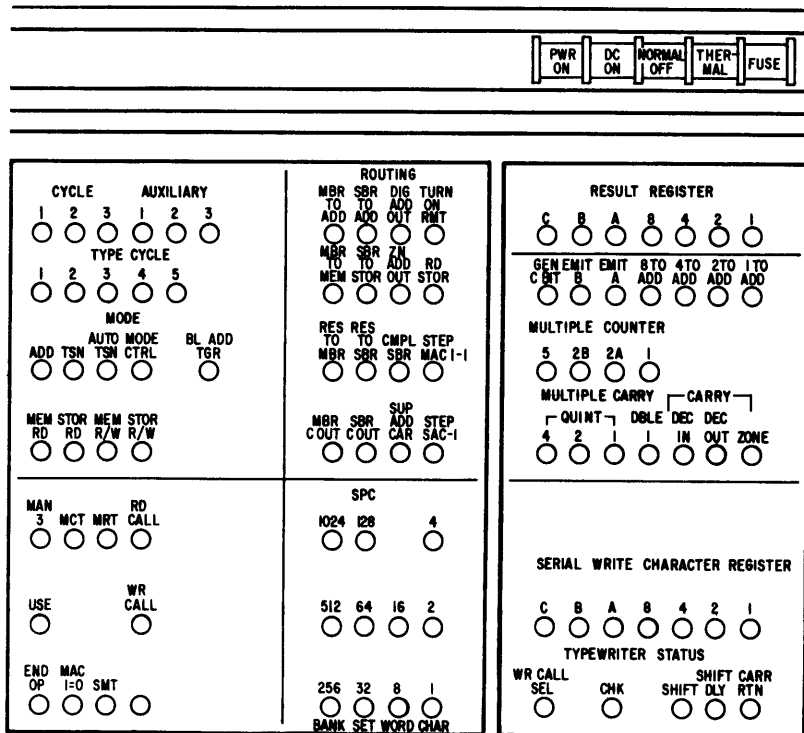 PWR ON
DC ON
NORMAL OFF
THER- MAL
FUSE
CYCLE AUXILIARY
1 2 3 1 2 3
TYPE CYCLE
1 2 3 4 5
MODE
AUTO MODE BL ADD
ADD TSN TSN CTRL TGR
MEM STOR MEM STOR
RD RD R/W R/W
MAN RD
3 MCT MRT CALL
WR
USE CALL
END MAC
OP 1=0 SMT
ROUTING
MBR SBR DIG TURN
TO TO ADD ON
ADD ADD OUT RMT
MBR SBR ZN
TO TO ADD RD
MEM STOR OUT STOR
RES RES
TO TO CMPL STEP
MBR SBR SBR MAC 1-1
SUP
MBR SBR ADD STEP
C OUT C OUT CAR SAC-1
SPC
1024 128 4
512 64 16 2
256 32 8 1
BANK SET WORD CHAR
RESULT REGISTER
C B A 8 4 2 1
GEN EMIT EMIT 8 TO 4 TO 2 TO 1 TO
C BIT B A ADD ADD ADD ADD
MULTIPLE COUNTER
5 2B 2A 1
MULTIPLE CARRY CARRY
QUINT DBLE DEC DEC
4 2 1 1 IN OUT ZONE
SERIAL WRITE CHARACTER REGISTER
C B A 8 4 2 1
TYPEWRITER STATUS
WR CALL SHIFT CARR
SEL CHK SHIFT DLY RTN